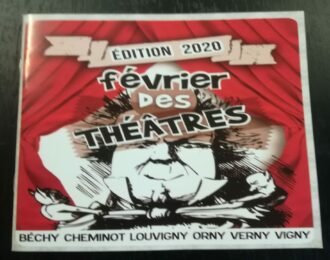 ÉDITION 2020
février
DES
THÉÂTRES
BÉCHY CHEMINOT LOUVIGNY ORNY VERNY VIGNY